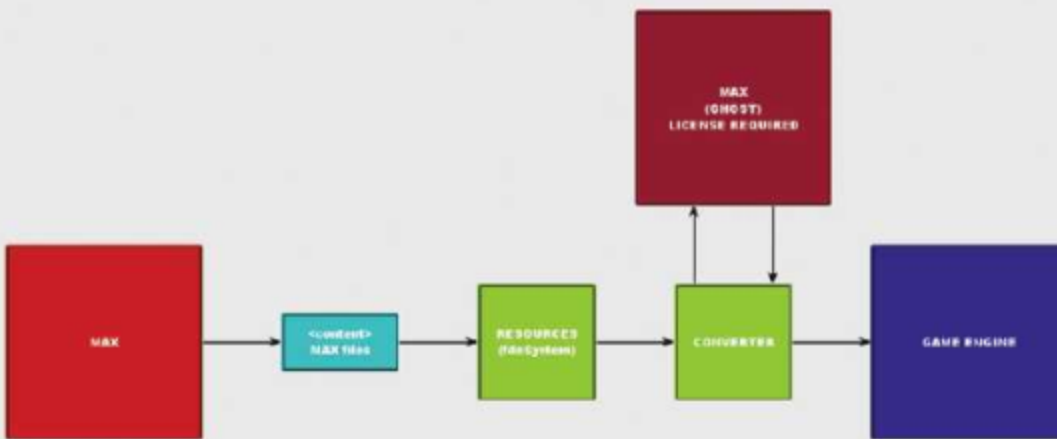 MAX
(GHOST)
LICENSE REQUIRED
MAX
<content>
MAX files
RESOURCES
(fileSystem)
CONVERTER
GAME ENGINE